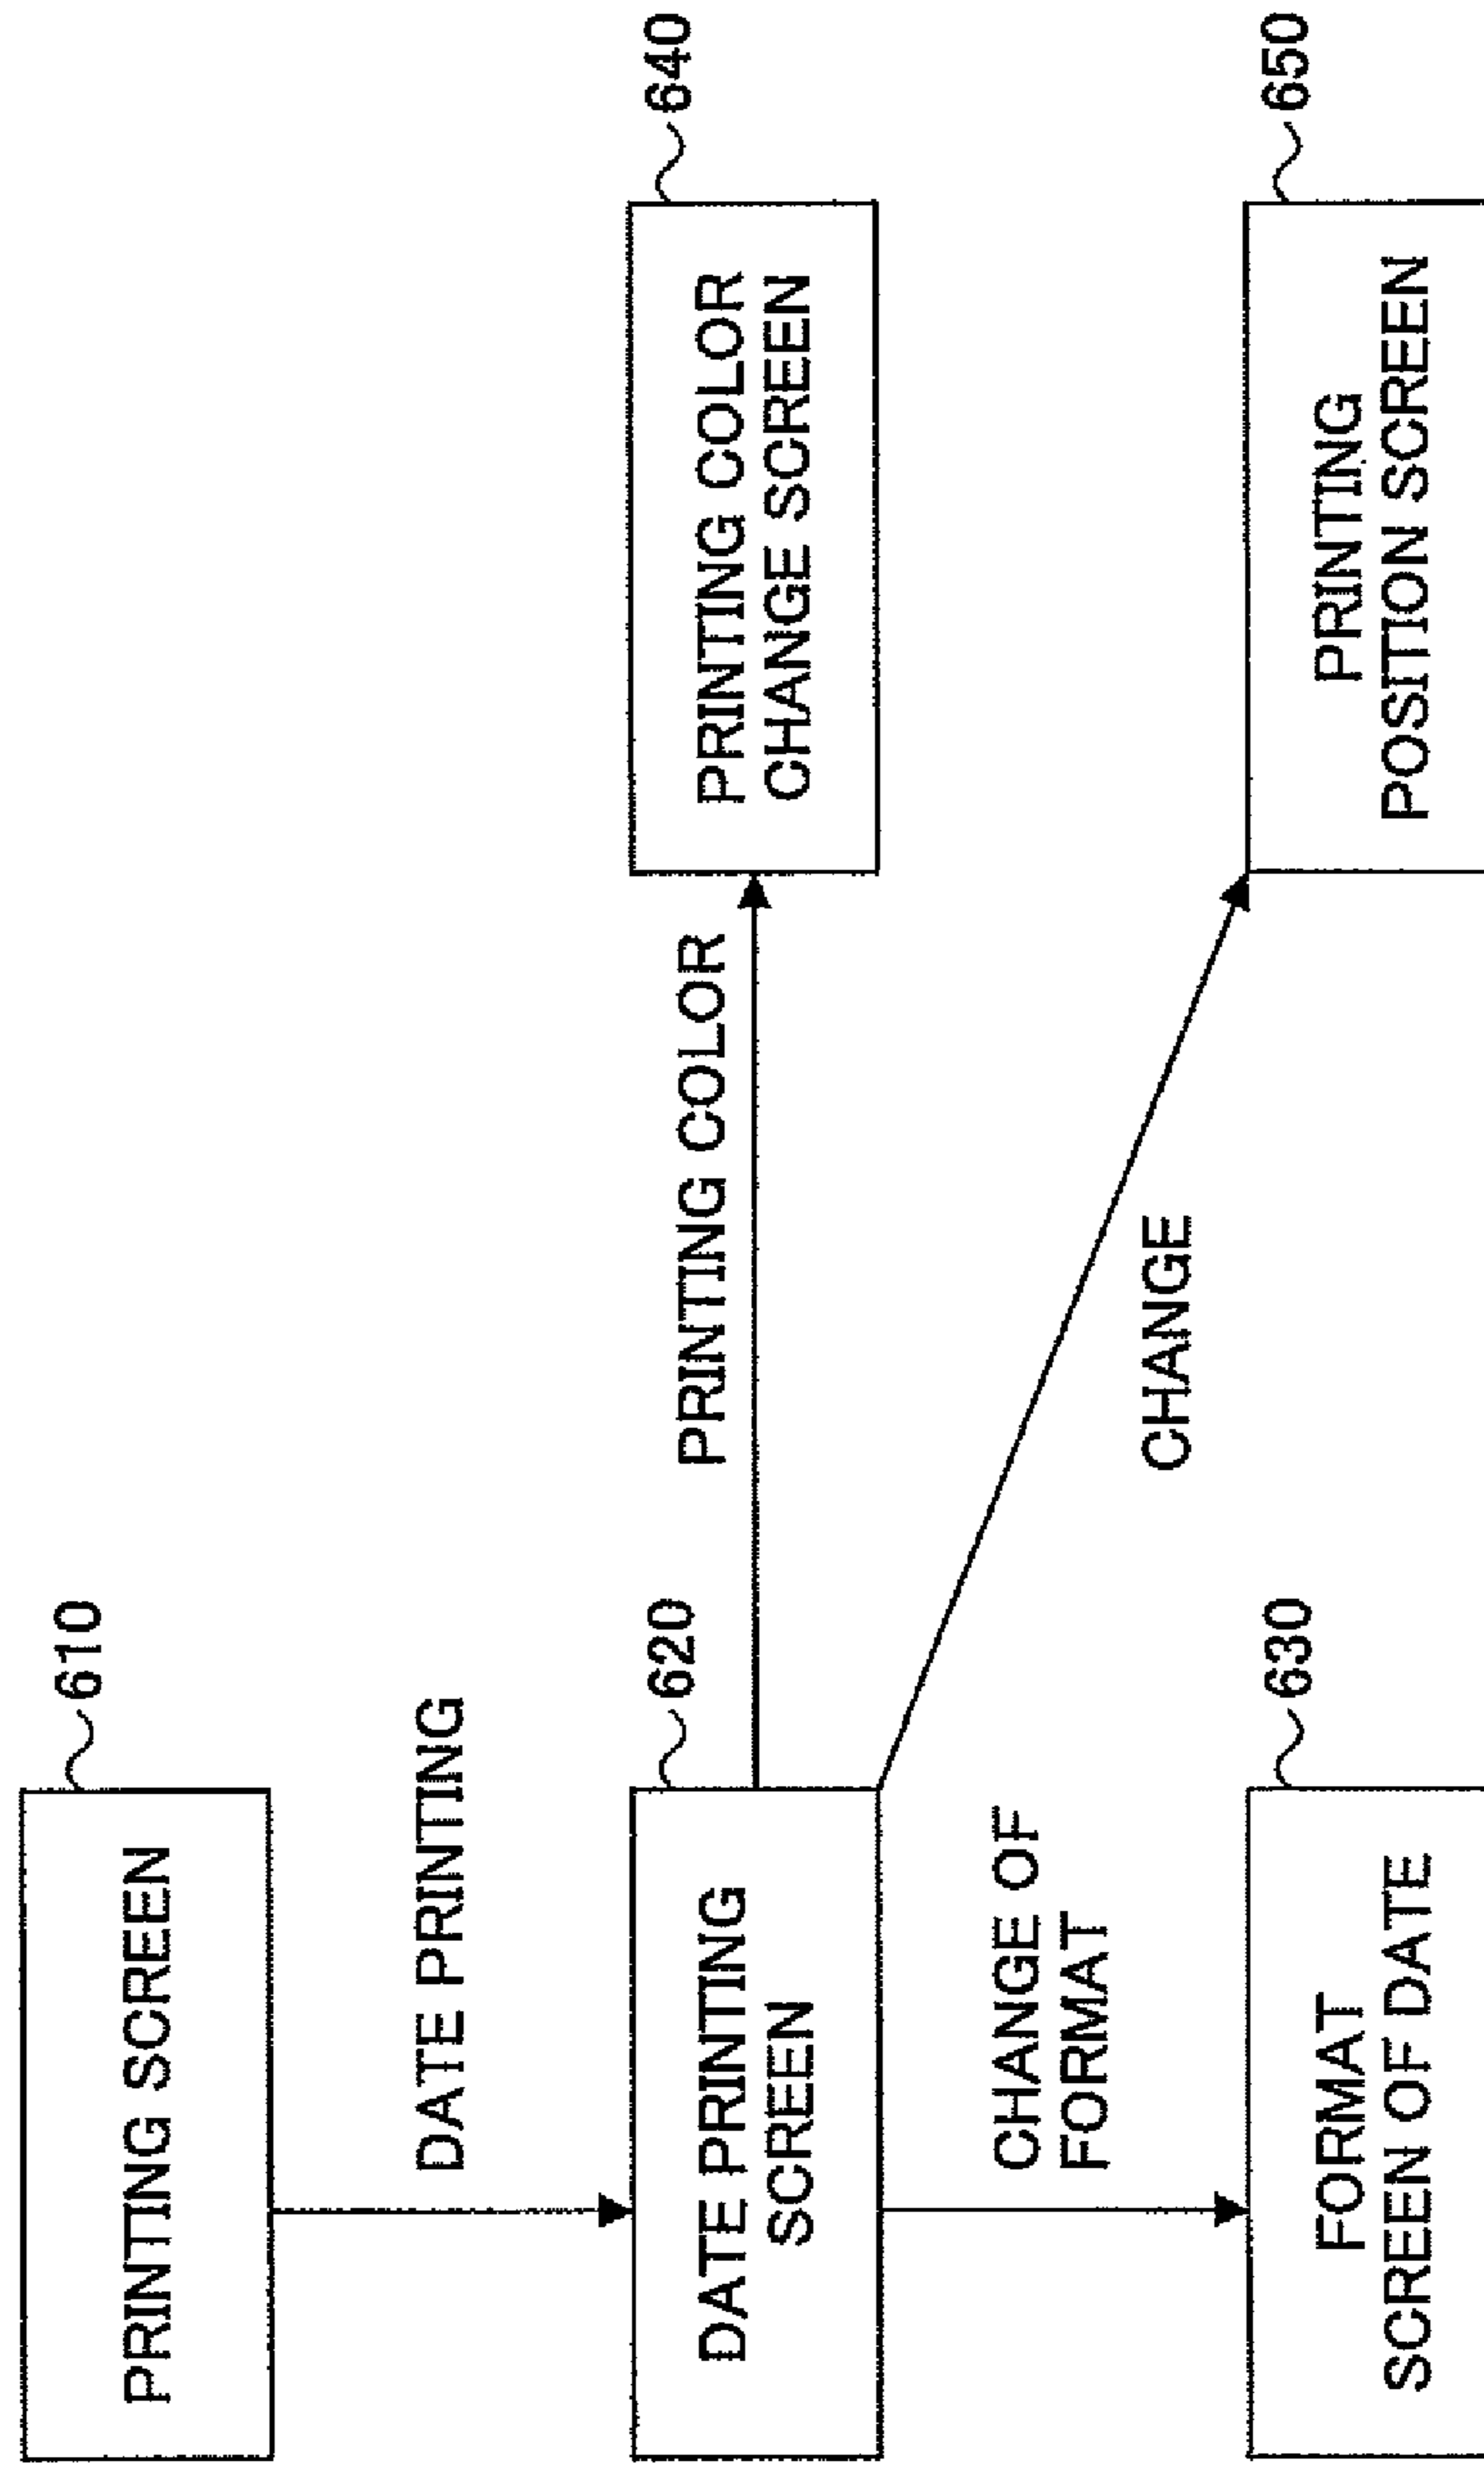 610
PRINTING SCREEN
DATE PRINTING
620
DATE PRINTING
SCREEN
PRINTING COLOR
640
PRINTING COLOR
CHANGE SCREEN
CHANGE OF
FORMAT
CHANGE
630
FORMAT
SCREEN OF DATE
650
PRINTING
POSITION SCREEN